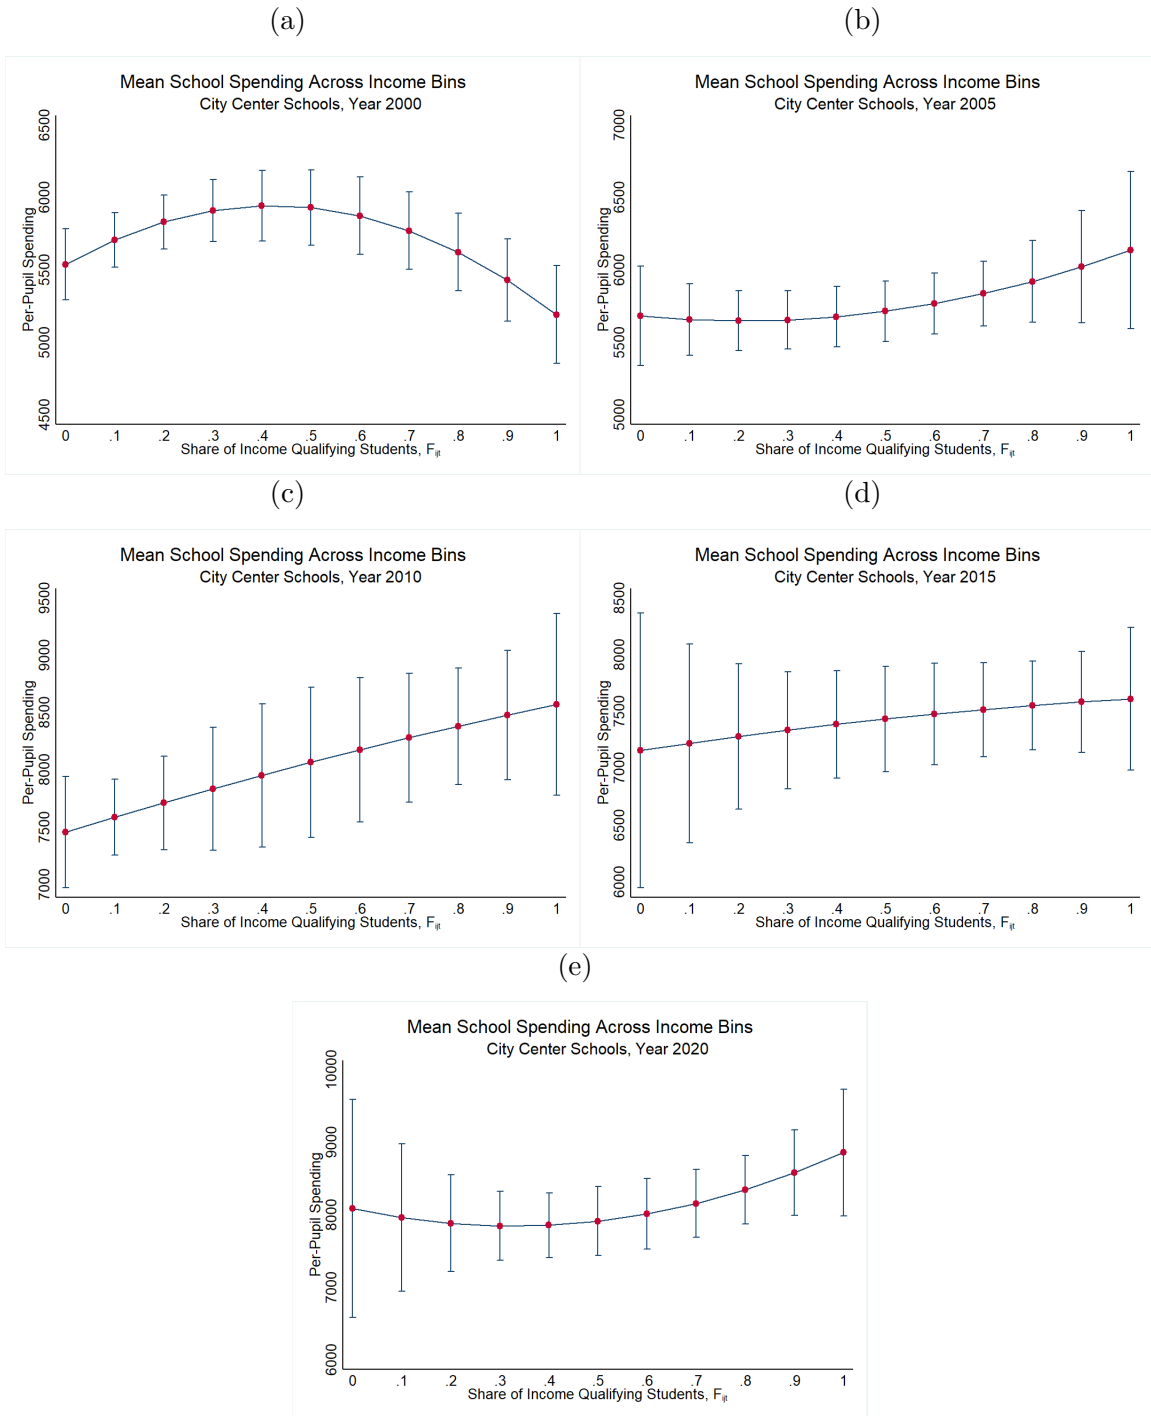 (a)
Mean School Spending Across Income Bins
City Center Schools, Year 2000
Per-Pupil Spending
6500
6000
5500
5000
4500
0 .1 .2 .3 .4 .5 .6 .7 .8 .9 1
Share of Income Qualifying Students, Fijt
(b)
Mean School Spending Across Income Bins
City Center Schools, Year 2005
Per-Pupil Spending
7000
6500
6000
5500
5000
0 .1 .2 .3 .4 .5 .6 .7 .8 .9 1
Share of Income Qualifying Students, Fijt
(c)
Mean School Spending Across Income Bins
City Center Schools, Year 2010
Per-Pupil Spending
9500
9000
8500
8000
7500
7000
0 .1 .2 .3 .4 .5 .6 .7 .8 .9 1
Share of Income Qualifying Students, Fijt
(d)
Mean School Spending Across Income Bins
City Center Schools, Year 2015
Per-Pupil Spending
8500
8000
7500
7000
6500
6000
0 .1 .2 .3 .4 .5 .6 .7 .8 .9 1
Share of Income Qualifying Students, Fijt
(e)
Mean School Spending Across Income Bins
City Center Schools, Year 2020
Per-Pupil Spending
10000
9000
8000
7000
6000
0 .1 .2 .3 .4 .5 .6 .7 .8 .9 1
Share of Income Qualifying Students, Fijt